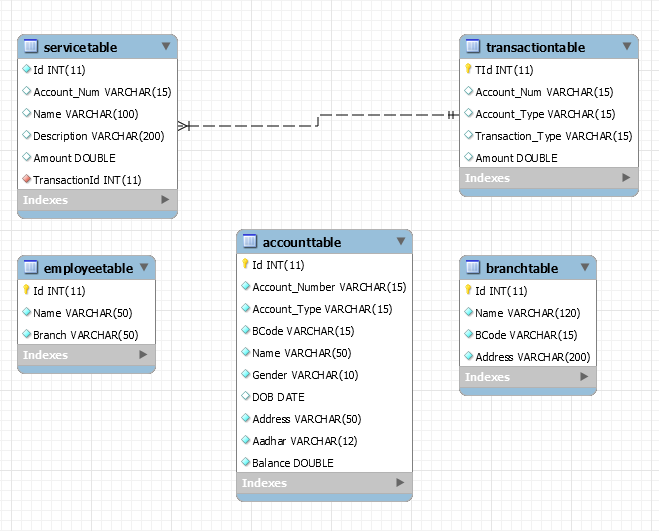 servicetable
Id INT(11)
Account_Num VARCHAR(15)
Name VARCHAR(100)
Description VARCHAR(200)
Amount DOUBLE
TransactionId INT(11)
Indexes
transactiontable
TId INT(11)
Account_Num VARCHAR(15)
Account_Type VARCHAR(15)
Transaction_Type VARCHAR(15)
Amount DOUBLE
Indexes
employeetable
Id INT(11)
Name VARCHAR(50)
Branch VARCHAR(50)
Indexes
accounttable
Id INT(11)
Account_Number VARCHAR(15)
Account_Type VARCHAR(15)
BCode VARCHAR(15)
Name VARCHAR(50)
Gender VARCHAR(10)
DOB DATE
Address VARCHAR(50)
Aadhar VARCHAR(12)
Balance DOUBLE
Indexes
branchtable
Id INT(11)
Name VARCHAR(120)
BCode VARCHAR(15)
Address VARCHAR(200)
Indexes